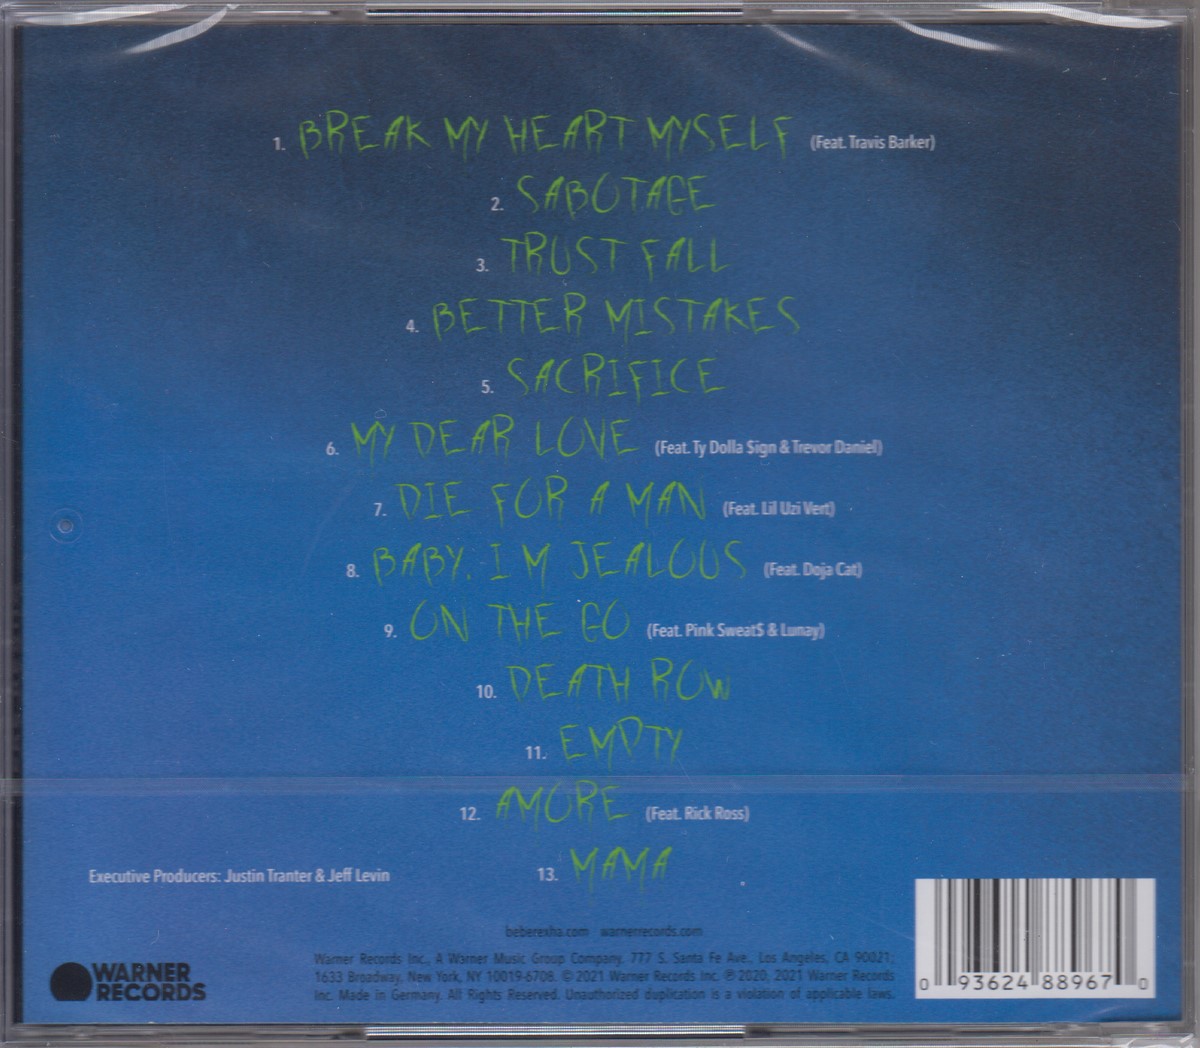 1. BREAK MY HEART MYSELF (Feat. Travis Barker)
2. SABOTAGE
3. TRUST FALL
4. BETTER MISTAKES
5. SACRIFICE
6. MY DEAR LOVE (Feat. Ty Dolla $ign & Trevor Daniel)
7. DIE FOR A MAN (Feat. Lil Uzi Vert)
8. BABY, I'M JEALOUS (Feat. Doja Cat)
9. ON THE GO (Feat. Pink Sweat$ & Lunay)
10. DEATH ROW
11. EMPTY
12. AMORE (Feat. Rick Ross)
13. MAMA
Executive Producers: Justin Tranter & Jeff Levin
beberexha.com warnerrecords.com
Warner Records Inc., A Warner Music Group Company. 777 S. Santa Fe Ave., Los Angeles, CA 90021;
1633 Broadway, New York, NY 10019-6708. © 2021 Warner Records Inc. ℗ 2020, 2021 Warner Records
Inc. Made in Germany. All Rights Reserved. Unauthorized duplication is a violation of applicable laws.
WARNER
RECORDS
0 93624 88967 0